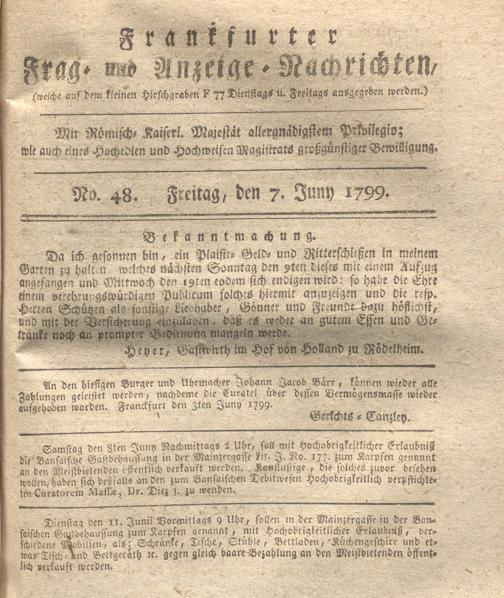 Frankfurter
Frag- und Anzeige-Nachrichten,
(welche auf dem kleinen Hirschgraben F 77 Dienstags u. Freitags ausgegeben werden.)
Mit Römisch-Kaiserl. Majestät allergnädigstem Privilegio;
wie auch eines Hochedlen und Hochweisen Magistrats großgünstiger Bewilligung.
No. 48. Freitag, den 7. Juny 1799.
Bekanntmachung.
Da ich gesonnen bin, ein Plaisir- Geld- und Ritterschießen in meinem
Garten zu halten welches nächsten Sonntag den 9ten dieses mit einem Aufzug
angefangen und Mittwoch den 19ten eodem sich endigen wird: so habe die Ehre
einem verehrungswürdigen Publicum solches hiermit anzuzeigen und die resp.
Herren Schützen als sonstige Liebhaber, Gönner und Freunde dazu höflichst,
und mit der Versicherung einzuladen, daß es weder an gutem Essen und Ge-
tränke noch an prompter Bedienung mangeln werde.
Heyer, Gastwirth im Hof von Holland zu Rödelheim.
An den hiesigen Burger und Uhrmacher Johann Jacob Bärr, können wieder alle
Zahlungen geleistet werden, nachdeme die Curatel über dessen Vermögensmasse wieder
aufgehoben worden. Franckfurt den 3ten Juny 1799.
Gerichts-Canzley.
Samstag den 8ten Juny Nachmittags 2 Uhr, soll mit Hochobrigkeitlicher Erlaubniß
die Bansaische Gastbehaussung in der Mainzergasse Lit. J. No. 177. zum Karpfen genannt
an den Meistbietenden öffentlich verkauft werden. Kauflustige, die solches zuvor besehen
wollen, haben sich deßfalls an den zum Bansaischen Debitwesen Hochobrigkeitlich verpflichte-
ten Curatorem Massæ, Dr. Diez j. zu wenden.
Dienstag den 11. Junii Vormittags 9 Uhr, sollen in der Mainzergasse in der Ban-
saischen Gastbehaussung zum Karpfen genannt, mit Hochobrigkeitlicher Erlaubniß, ver-
schiedene Mobilien, als: Schränke, Tische, Stühle, Bettladen, Küchengeschirr und et-
was Tisch- und Bettgeräth ꝛc. gegen gleich baare Bezahlung an den Meistbietenden öffent-
lich verkauft werden.